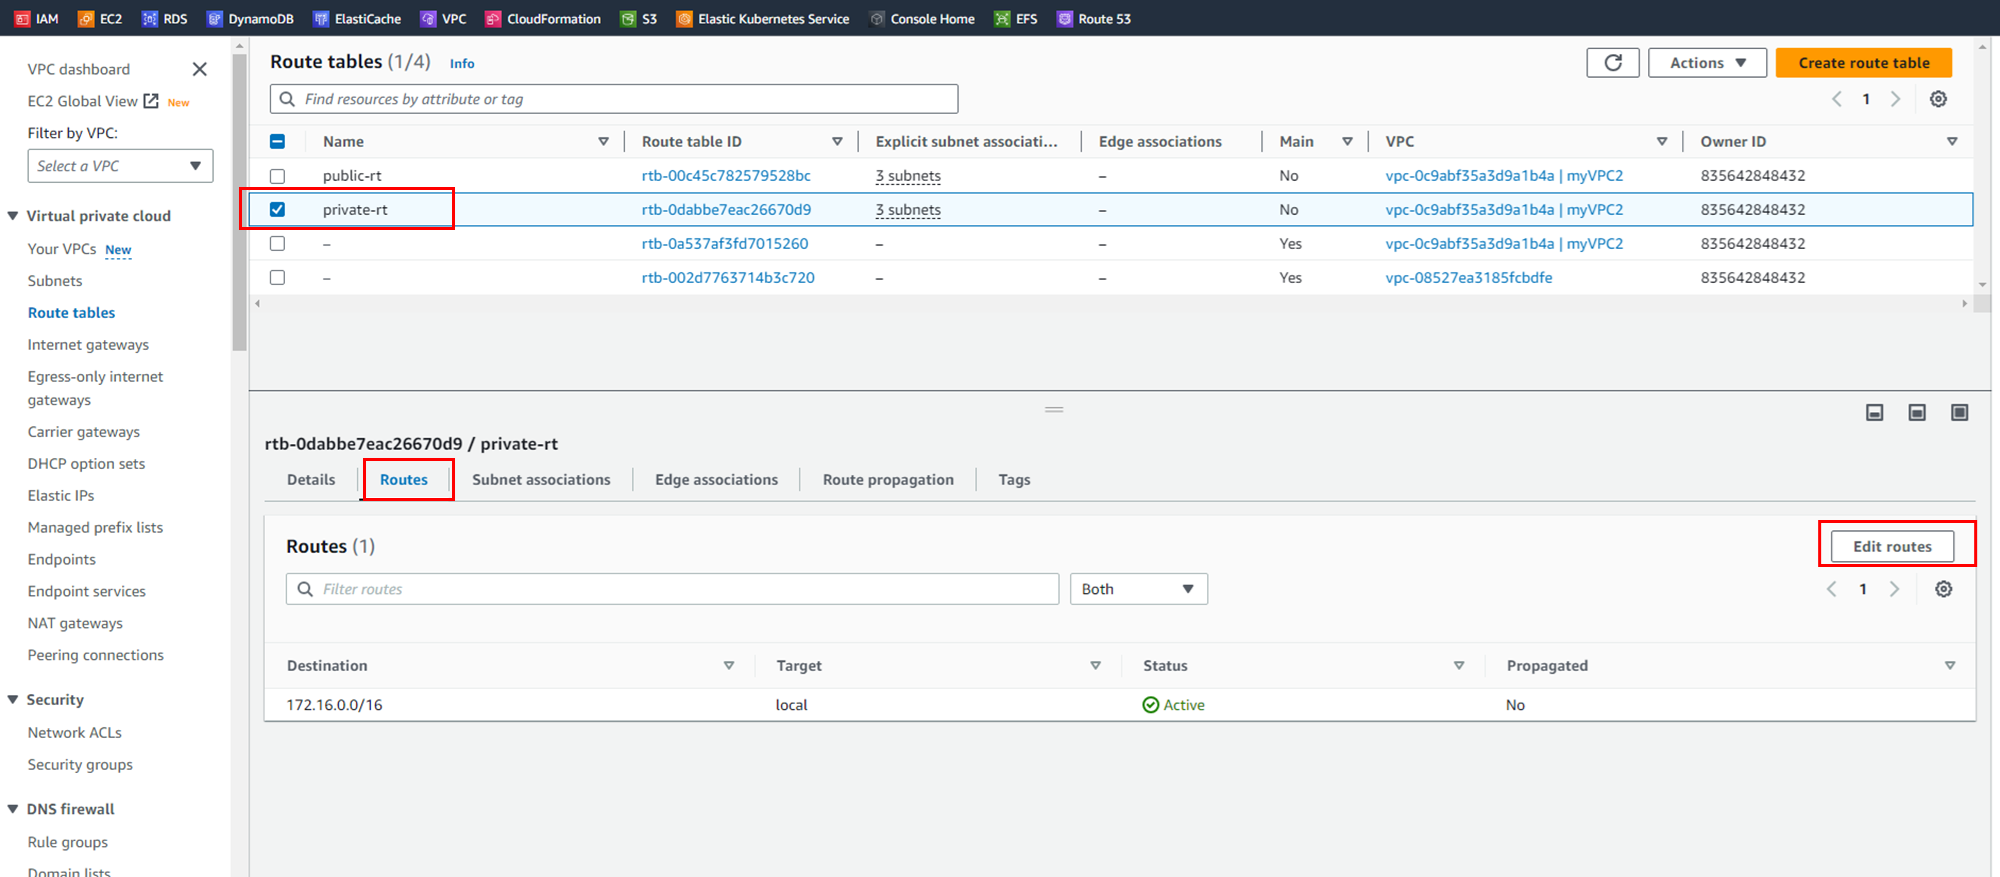 IAM EC2 RDS DynamoDB ElastiCache VPC CloudFormation S3 Elastic Kubernetes Service Console Home EFS Route 53
VPC dashboard
EC2 Global View New
Filter by VPC:
Select a VPC
Virtual private cloud
Your VPCs New
Subnets
Route tables
Internet gateways
Egress-only internet
gateways
Carrier gateways
DHCP option sets
Elastic IPs
Managed prefix lists
Endpoints
Endpoint services
NAT gateways
Peering connections
Security
Network ACLs
Security groups
DNS firewall
Rule groups
Domain lists
Route tables (1/4) Info
Actions
Create route table
Find resources by attribute or tag
1
Name Route table ID Explicit subnet associati... Edge associations Main VPC Owner ID
public-rt rtb-00c45c782579528bc 3 subnets – No vpc-0c9abf35a3d9a1b4a | myVPC2 835642848432
private-rt rtb-0dabbe7eac26670d9 3 subnets – No vpc-0c9abf35a3d9a1b4a | myVPC2 835642848432
– rtb-0a537af3fd7015260 – – Yes vpc-0c9abf35a3d9a1b4a | myVPC2 835642848432
– rtb-002d7763714b3c720 – – Yes vpc-08527ea3185fcbdfe 835642848432
rtb-0dabbe7eac26670d9 / private-rt
Details Routes Subnet associations Edge associations Route propagation Tags
Routes (1)
Edit routes
Filter routes
Both
1
Destination Target Status Propagated
172.16.0.0/16 local Active No